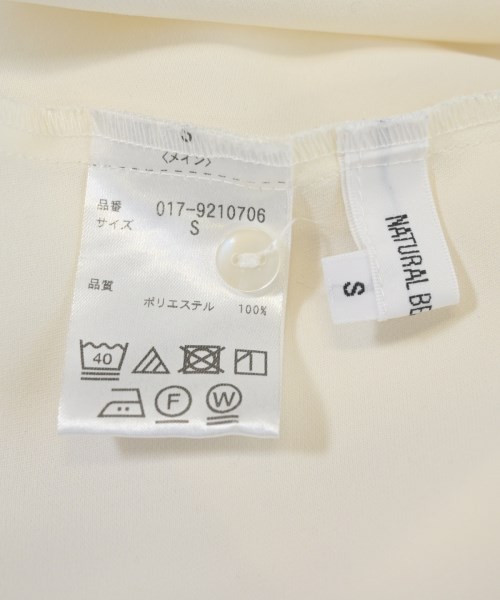 〈メイン〉
品番 017-9210706
サイズ S
品質
ポリエステル 100%
40
F W
S
NATURAL BE